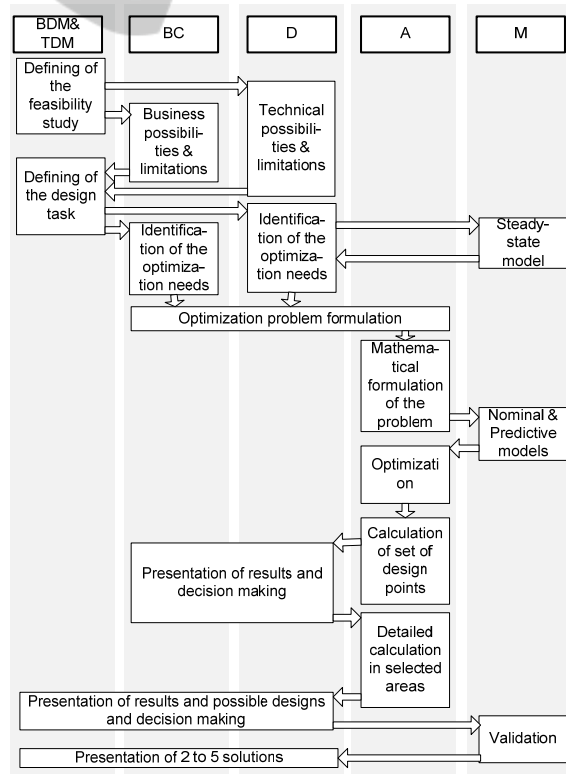 BDM&
TDM
BC
D
A
M
Defining of
the
feasibility
study
Business
possibili-
ties &
limitations
Technical
possibili-
ties &
limitations
Defining of
the design
task
Identifica-
tion of the
optimiza-
tion needs
Identifica-
tion of the
optimiza-
tion needs
Steady-
state
model
Optimization problem formulation
Mathema-
tical
formulation
of the
problem
Nominal &
Predictive
models
Optimizati
on
Calculation
of set of
design
points
Presentation of results and
decision making
Detailed
calculation
in selected
areas
Presentation of results and possible designs
and decision making
Validation
Presentation of 2 to 5 solutions